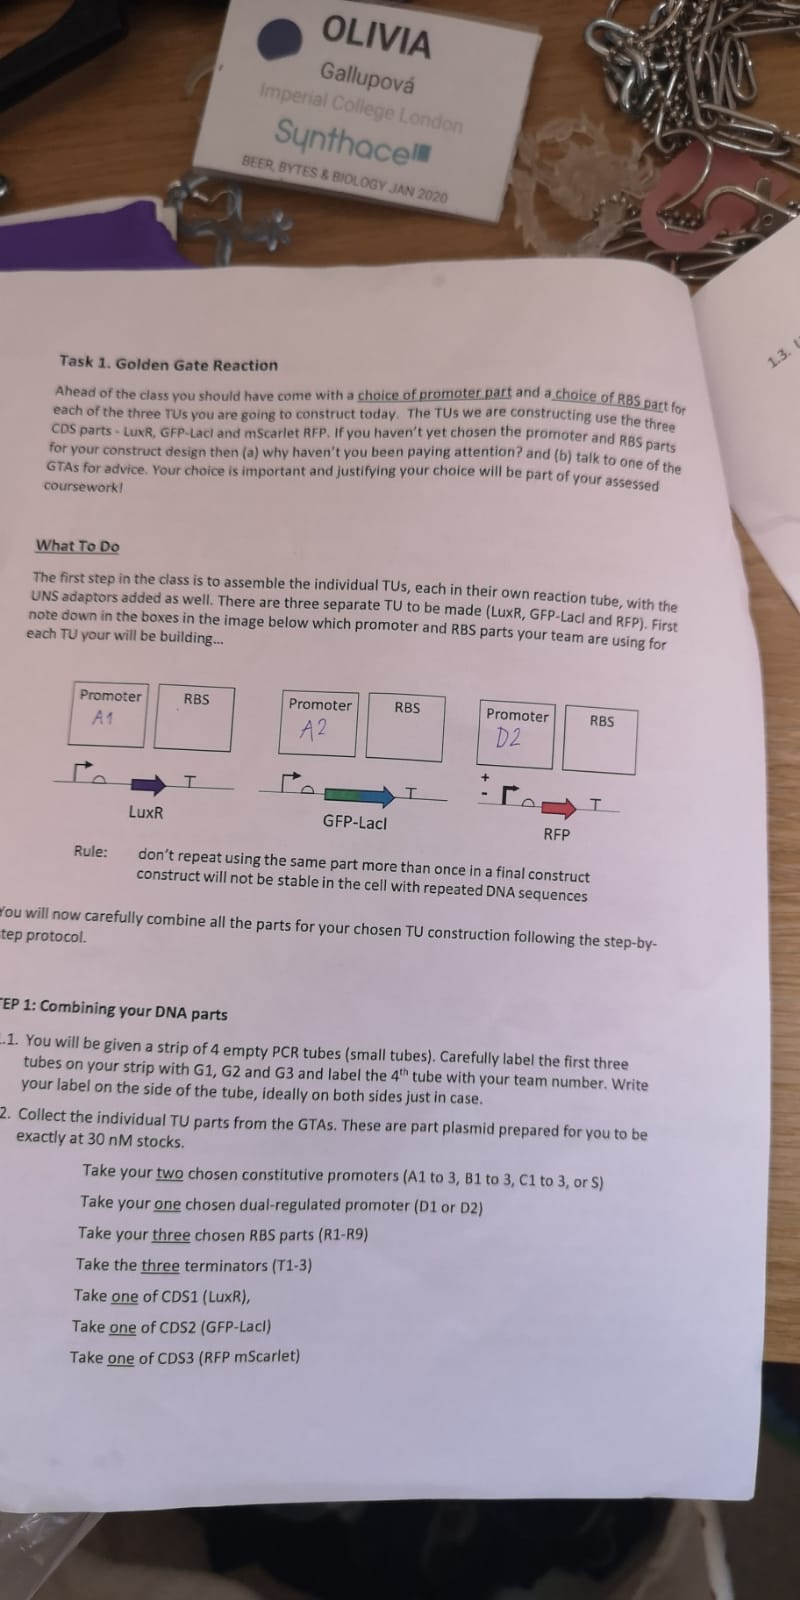 OLIVIA
Gallupová
Imperial College London
Synthace
BEER, BYTES & BIOLOGY JAN 2020
1.3.
Task 1. Golden Gate Reaction
Ahead of the class you should have come with a choice of promoter part and a choice of RBS part for
each of the three TUs you are going to construct today. The TUs we are constructing use the three
CDS parts - LuxR, GFP-LacI and mScarlet RFP. If you haven't yet chosen the promoter and RBS parts
for your construct design then (a) why haven't you been paying attention? and (b) talk to one of the
GTAs for advice. Your choice is important and justifying your choice will be part of your assessed
coursework!
What To Do
The first step in the class is to assemble the individual TUs, each in their own reaction tube, with the
UNS adaptors added as well. There are three separate TU to be made (LuxR, GFP-LacI and RFP). First
note down in the boxes in the image below which promoter and RBS parts your team are using for
each TU your will be building...
Promoter RBS Promoter RBS Promoter RBS
A1 A2 D2
T T + - T
LuxR GFP-LacI RFP
Rule: don't repeat using the same part more than once in a final construct
construct will not be stable in the cell with repeated DNA sequences
You will now carefully combine all the parts for your chosen TU construction following the step-by-
tep protocol.
TEP 1: Combining your DNA parts
.1. You will be given a strip of 4 empty PCR tubes (small tubes). Carefully label the first three
tubes on your strip with G1, G2 and G3 and label the 4th tube with your team number. Write
your label on the side of the tube, ideally on both sides just in case.
2. Collect the individual TU parts from the GTAs. These are part plasmid prepared for you to be
exactly at 30 nM stocks.
Take your two chosen constitutive promoters (A1 to 3, B1 to 3, C1 to 3, or S)
Take your one chosen dual-regulated promoter (D1 or D2)
Take your three chosen RBS parts (R1-R9)
Take the three terminators (T1-3)
Take one of CDS1 (LuxR),
Take one of CDS2 (GFP-LacI)
Take one of CDS3 (RFP mScarlet)